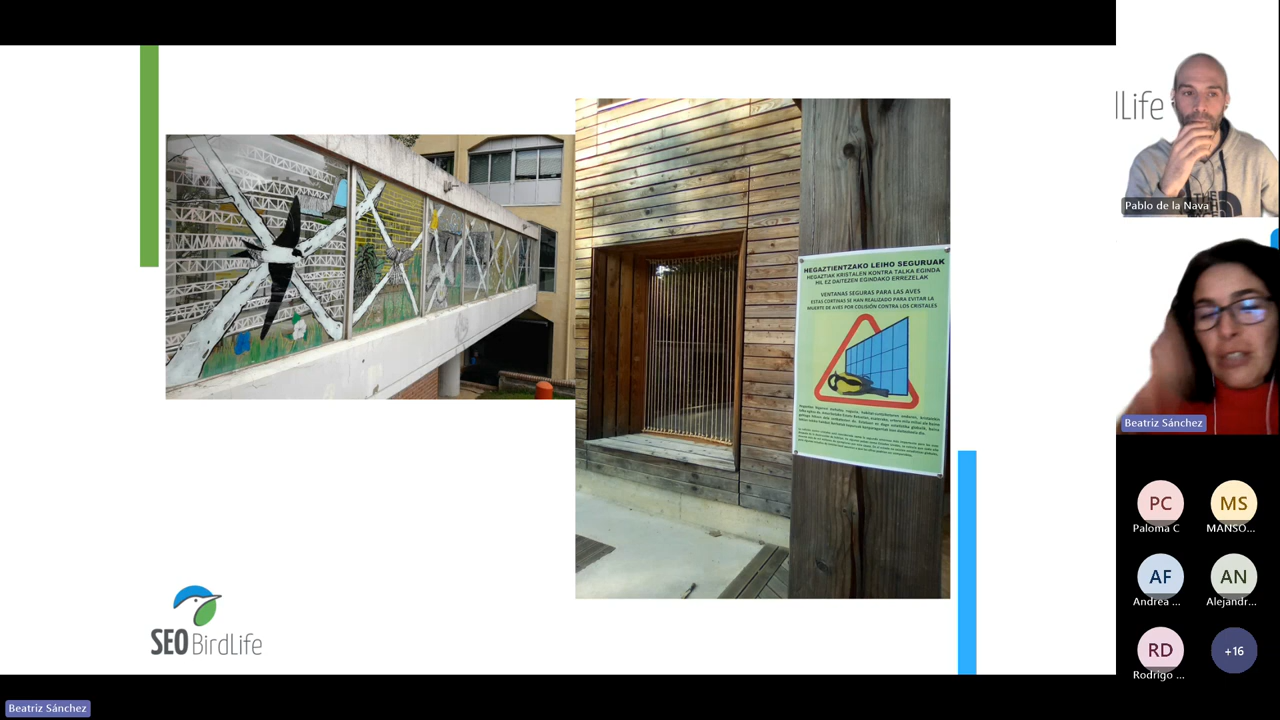 HEGAZTIENTZAKO LEIHO SEGURUAK
HEGAZTIAK KRISTALEN KONTRA TALKA EGINDA
HIL EZ DAITEZEN EGINDAKO ERREZELAK
VENTANAS SEGURAS PARA LAS AVES
ESTAS CORTINAS SE HAN REALIZADO PARA EVITAR LA
MUERTE DE AVES POR COLISIÓN CONTRA LOS CRISTALES
SEO BirdLife
dLife
THE
Pablo de la Nava
Beatriz Sánchez
PC
Paloma C
MS
MANSO...
AF
Andrea ...
AN
Alejandr...
RD
Rodrigo ...
+16
Beatriz Sánchez